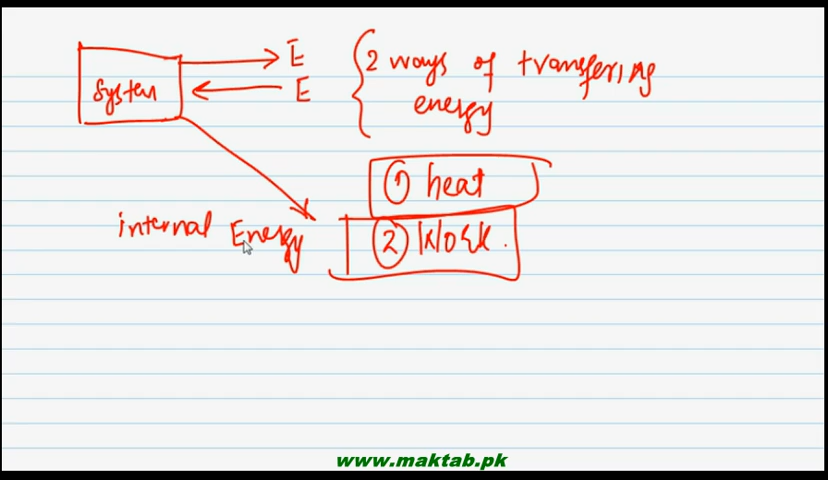 System
E
E
2 ways of transfering
energy
① heat
② Work.
internal Energy
www.maktab.pk